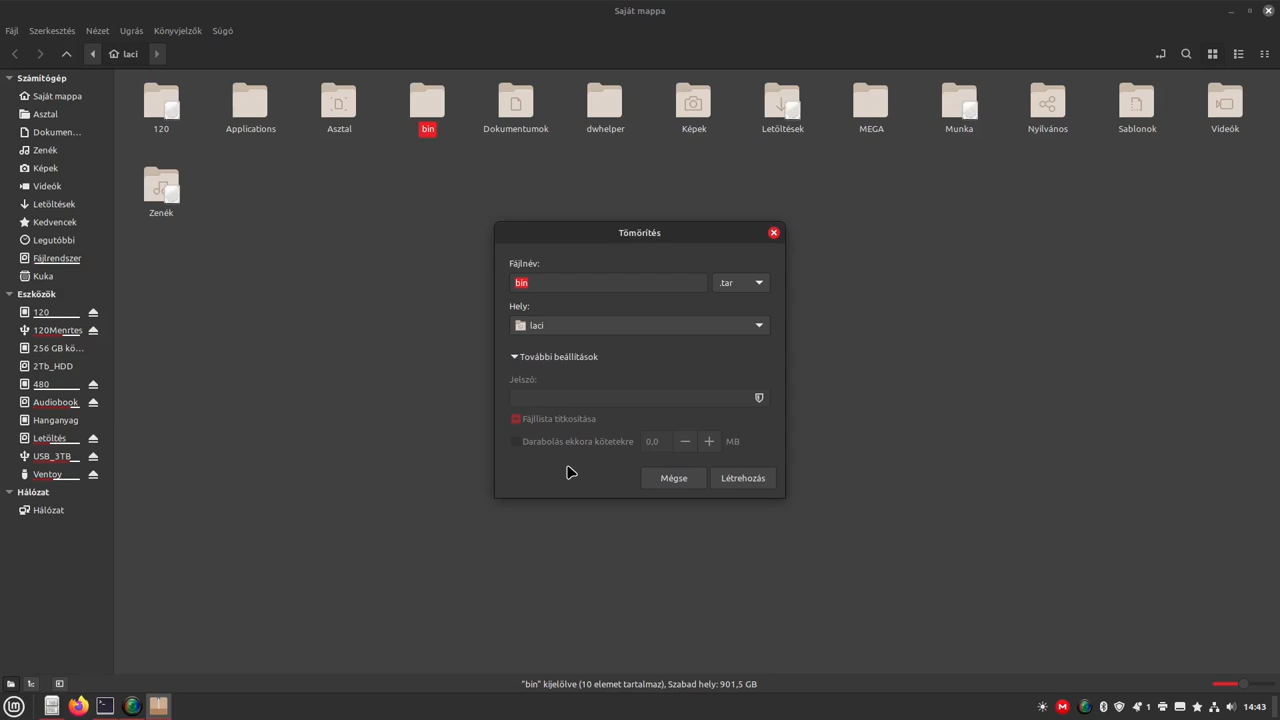 Saját mappa
Fájl Szerkesztés Nézet Ugrás Könyvjelzők Súgó
laci
Számítógép
Saját mappa
Asztal
Dokumen...
Zenék
Képek
Videók
Letöltések
Kedvencek
Legutóbbi
Fájlrendszer
Kuka
Eszközök
120
120Menrtes
256 GB kö...
2Tb_HDD
480
Audiobook
Hanganyag
Letöltés
USB_3TB
Ventoy
Hálózat
Hálózat
120 Applications Asztal bin Dokumentumok dwhelper Képek Letöltések MEGA Munka Nyilvános Sablonok Videók
Zenék
Tömörítés
Fájlnév:
bin .tar
Hely:
laci
További beállítások
Jelszó:
Fájllista titkosítása
Darabolás ekkora kötetekre 0,0 MB
Mégse Létrehozás
"bin" kijelölve (10 elemet tartalmaz), Szabad hely: 901,5 GB
1 14:43